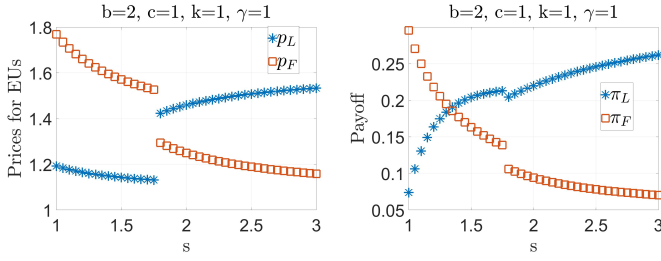 b=2, c=1, k=1, γ=1
Prices for EUs
1.8
1.6
1.4
1.2
1
1
1.5
2
2.5
3
s
p_L
p_F
b=2, c=1, k=1, γ=1
Payoff
0.25
0.2
0.15
0.1
0.05
1
1.5
2
2.5
3
s
π_L
π_F